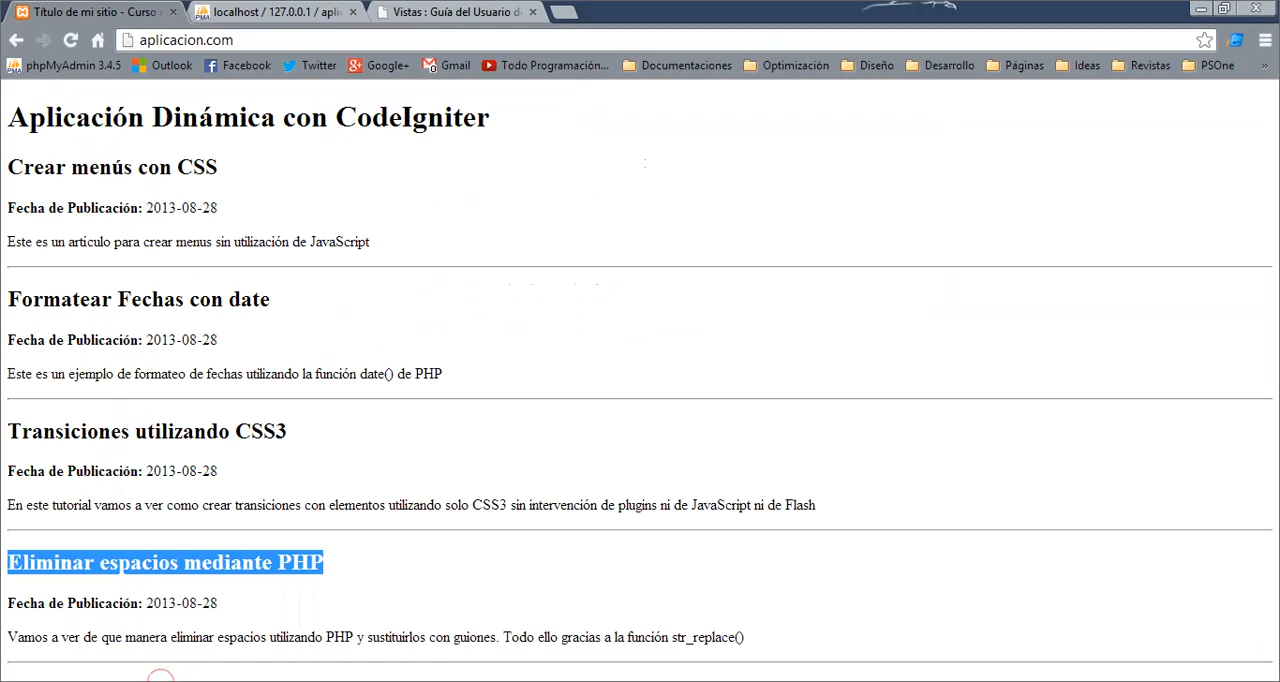 Título de mi sitio - Curso localhost / 127.0.0.1 / apli Vistas : Guía del Usuario d
aplicacion.com
phpMyAdmin 3.4.5 Outlook Facebook Twitter Google+ Gmail Todo Programación... Documentaciones Optimización Diseño Desarrollo Páginas Ideas Revistas PSOne »
Aplicación Dinámica con CodeIgniter
Crear menús con CSS
Fecha de Publicación: 2013-08-28
Este es un artículo para crear menus sin utilización de JavaScript
Formatear Fechas con date
Fecha de Publicación: 2013-08-28
Este es un ejemplo de formateo de fechas utilizando la función date() de PHP
Transiciones utilizando CSS3
Fecha de Publicación: 2013-08-28
En este tutorial vamos a ver como crear transiciones con elementos utilizando solo CSS3 sin intervención de plugins ni de JavaScript ni de Flash
Eliminar espacios mediante PHP
Fecha de Publicación: 2013-08-28
Vamos a ver de que manera eliminar espacios utilizando PHP y sustituirlos con guiones. Todo ello gracias a la función str_replace()